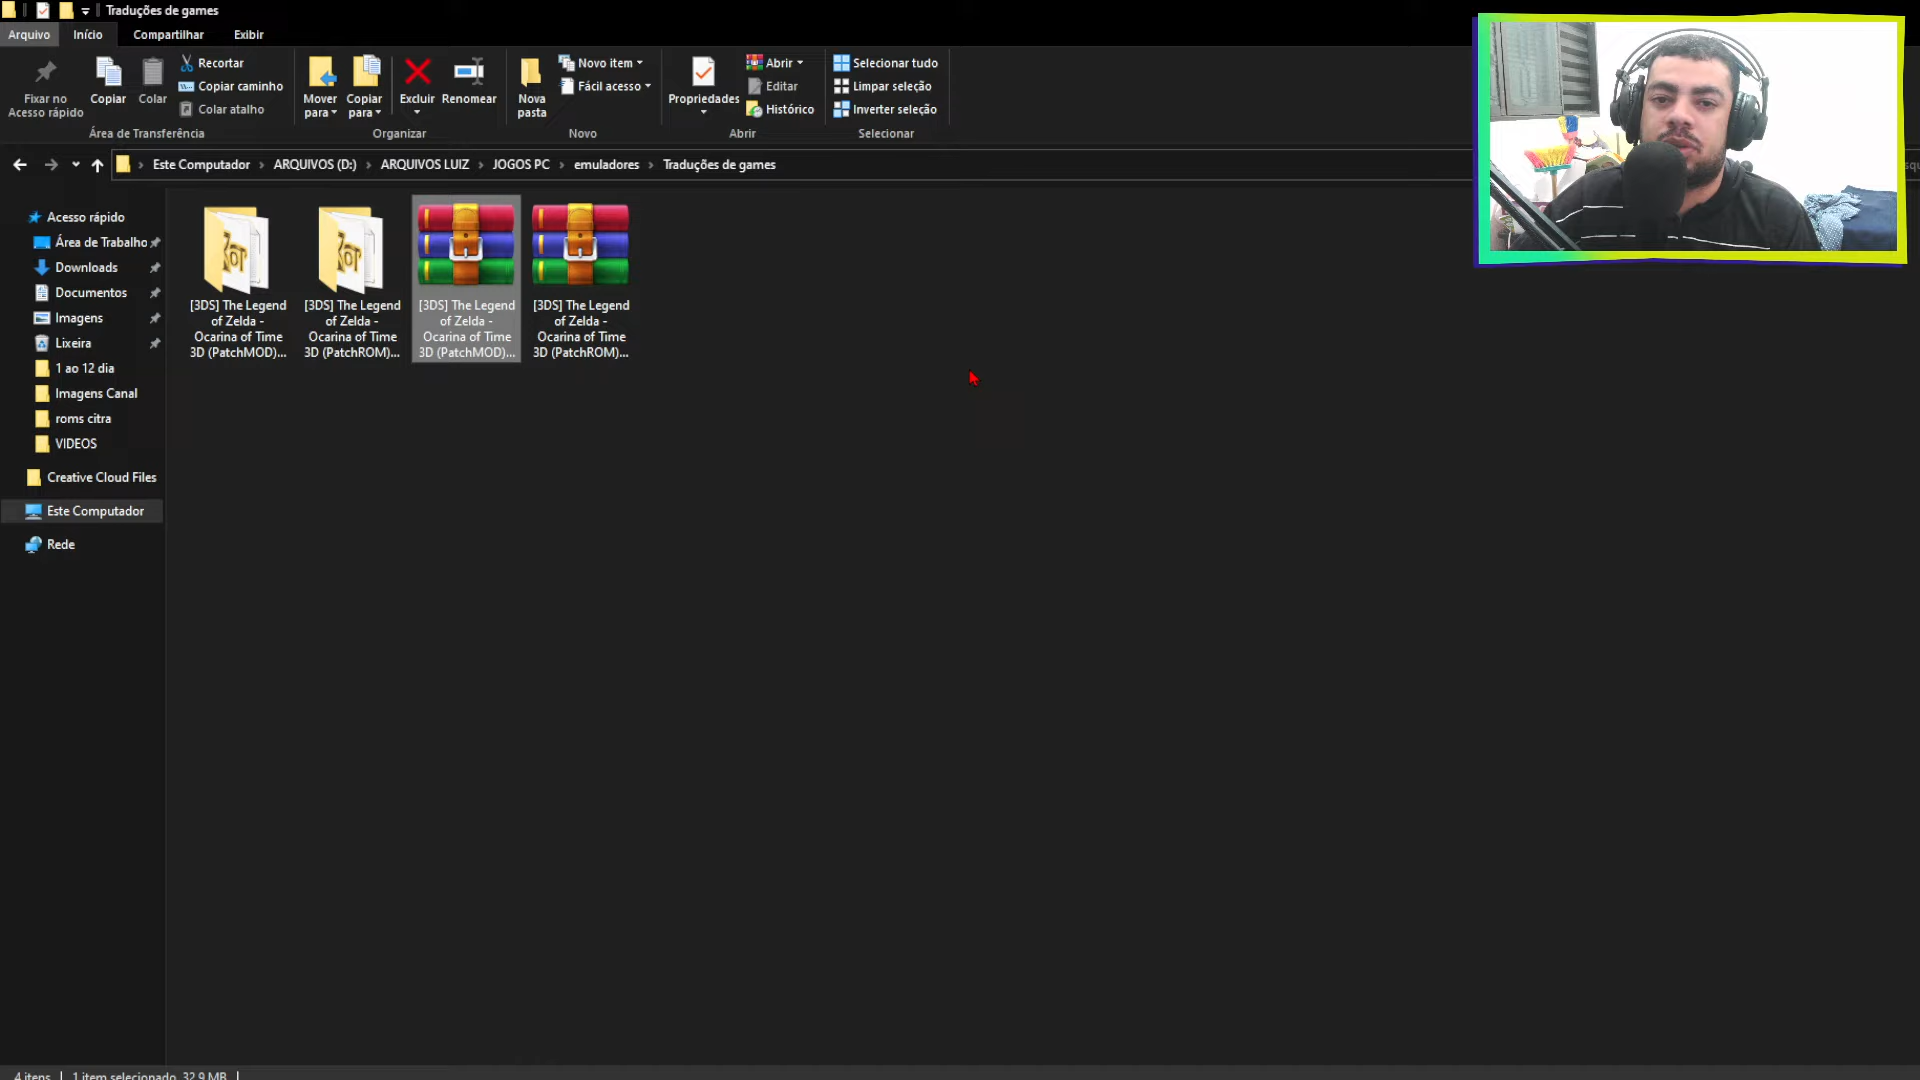 Traduções de games
Arquivo Início Compartilhar Exibir
Fixar no
Acesso rápido
Copiar
Colar
Recortar
Copiar caminho
Colar atalho
Área de Transferência
Mover
para
Copiar
para
Excluir
Renomear
Organizar
Nova
pasta
Novo item
Fácil acesso
Novo
Propriedades
Abrir
Editar
Histórico
Abrir
Selecionar tudo
Limpar seleção
Inverter seleção
Selecionar
Este Computador > ARQUIVOS (D:) > ARQUIVOS LUIZ > JOGOS PC > emuladores > Traduções de games
Acesso rápido
Área de Trabalho
Downloads
Documentos
Imagens
Lixeira
1 ao 12 dia
Imagens Canal
roms citra
VIDEOS
Creative Cloud Files
Este Computador
Rede
[3DS] The Legend
of Zelda -
Ocarina of Time
3D (PatchMOD)...
[3DS] The Legend
of Zelda -
Ocarina of Time
3D (PatchROM)...
[3DS] The Legend
of Zelda -
Ocarina of Time
3D (PatchMOD)...
[3DS] The Legend
of Zelda -
Ocarina of Time
3D (PatchROM)...
4 itens 1 item selecionado 32,9 MB